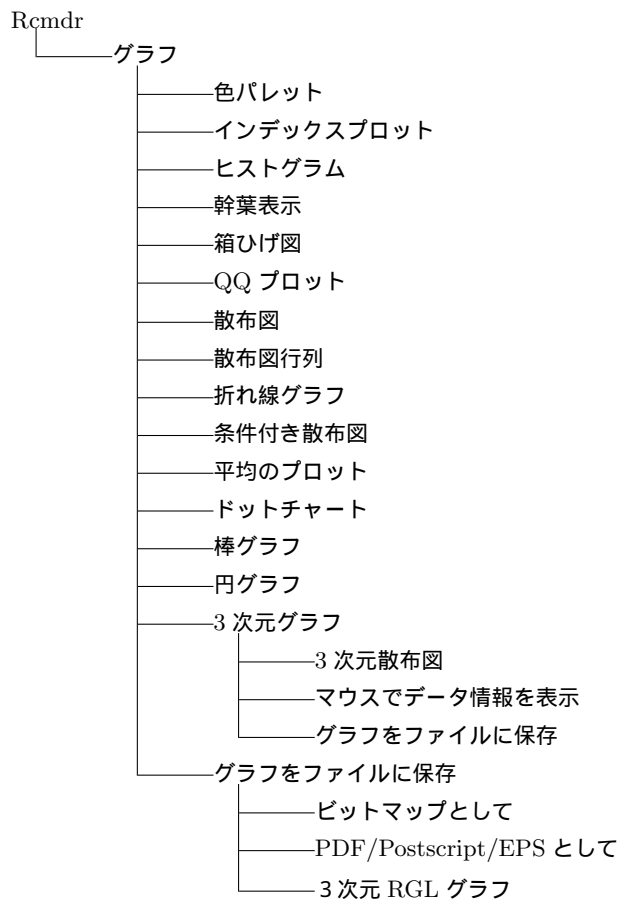 Rcmdr
グラフ
色パレット
インデックスプロット
ヒストグラム
幹葉表示
箱ひげ図
QQ プロット
散布図
散布図行列
折れ線グラフ
条件付き散布図
平均のプロット
ドットチャート
棒グラフ
円グラフ
3 次元グラフ
3 次元散布図
マウスでデータ情報を表示
グラフをファイルに保存
グラフをファイルに保存
ビットマップとして
PDF/Postscript/EPS として
３次元 RGL グラフ